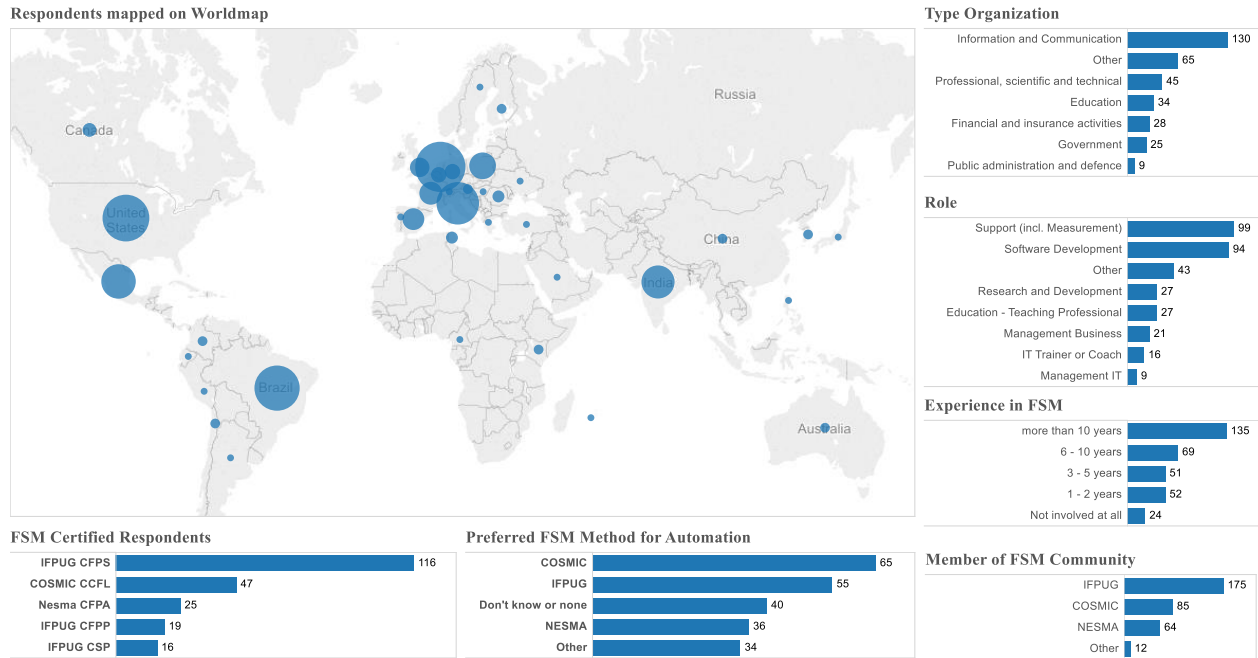 Respondents mapped on Worldmap
Canada
Russia
United
States
China
India
Brazil
Australia
Type Organization
Information and Communication 130
Other 65
Professional, scientific and technical 45
Education 34
Financial and insurance activities 28
Government 25
Public administration and defence 9
Role
Support (incl. Measurement) 99
Software Development 94
Other 43
Research and Development 27
Education - Teaching Professional 27
Management Business 21
IT Trainer or Coach 16
Management IT 9
Experience in FSM
more than 10 years 135
6 - 10 years 69
3 - 5 years 51
1 - 2 years 52
Not involved at all 24
FSM Certified Respondents
IFPUG CFPS 116
COSMIC CCFL 47
Nesma CFPA 25
IFPUG CFPP 19
IFPUG CSP 16
Preferred FSM Method for Automation
COSMIC 65
IFPUG 55
Don't know or none 40
NESMA 36
Other 34
Member of FSM Community
IFPUG 175
COSMIC 85
NESMA 64
Other 12